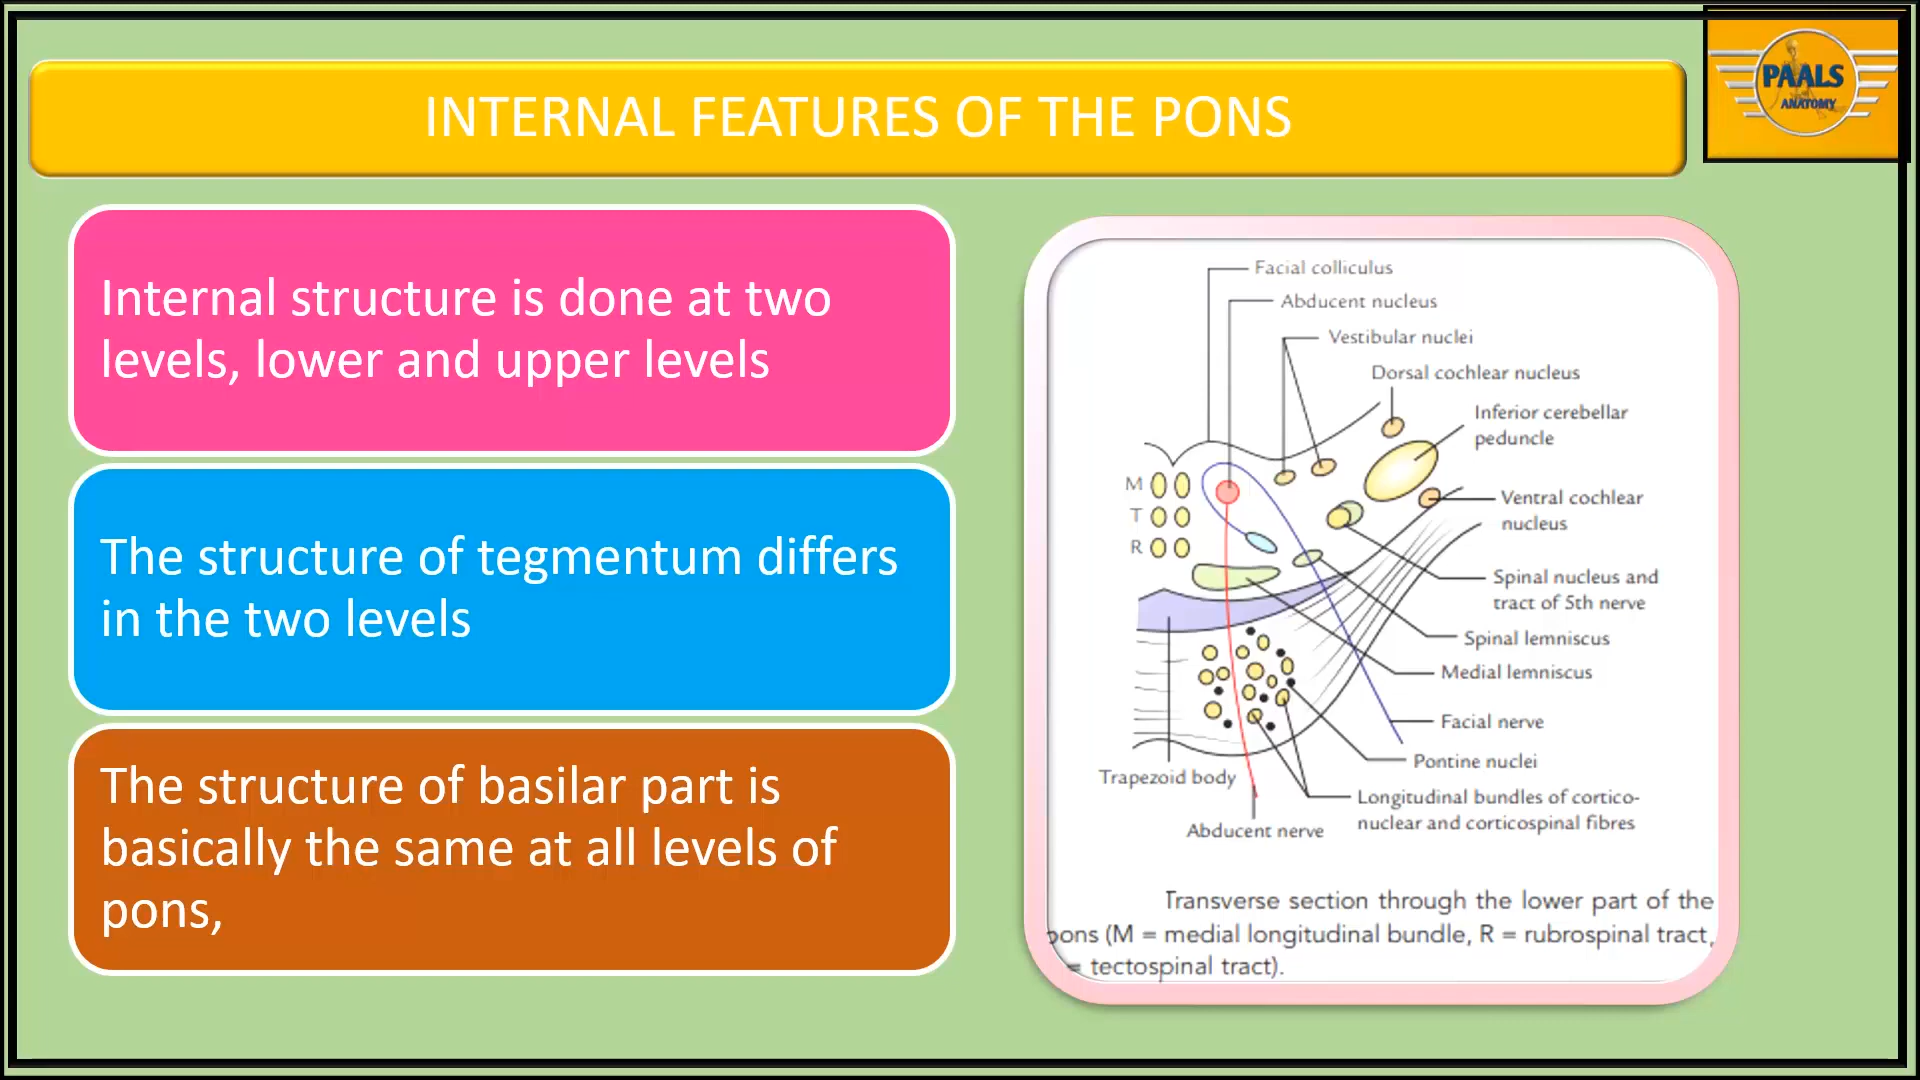 INTERNAL FEATURES OF THE PONS
PAALS
ANATOMY
Internal structure is done at two
levels, lower and upper levels
The structure of tegmentum differs
in the two levels
The structure of basilar part is
basically the same at all levels of
pons,
Facial colliculus
Abducent nucleus
Vestibular nuclei
Dorsal cochlear nucleus
Inferior cerebellar
peduncle
M
T
R
Ventral cochlear
nucleus
Spinal nucleus and
tract of 5th nerve
Spinal lemniscus
Medial lemniscus
Facial nerve
Pontine nuclei
Trapezoid body
Longitudinal bundles of cortico-
nuclear and corticospinal fibres
Abducent nerve
Transverse section through the lower part of the
pons (M = medial longitudinal bundle, R = rubrospinal tract,
= tectospinal tract).